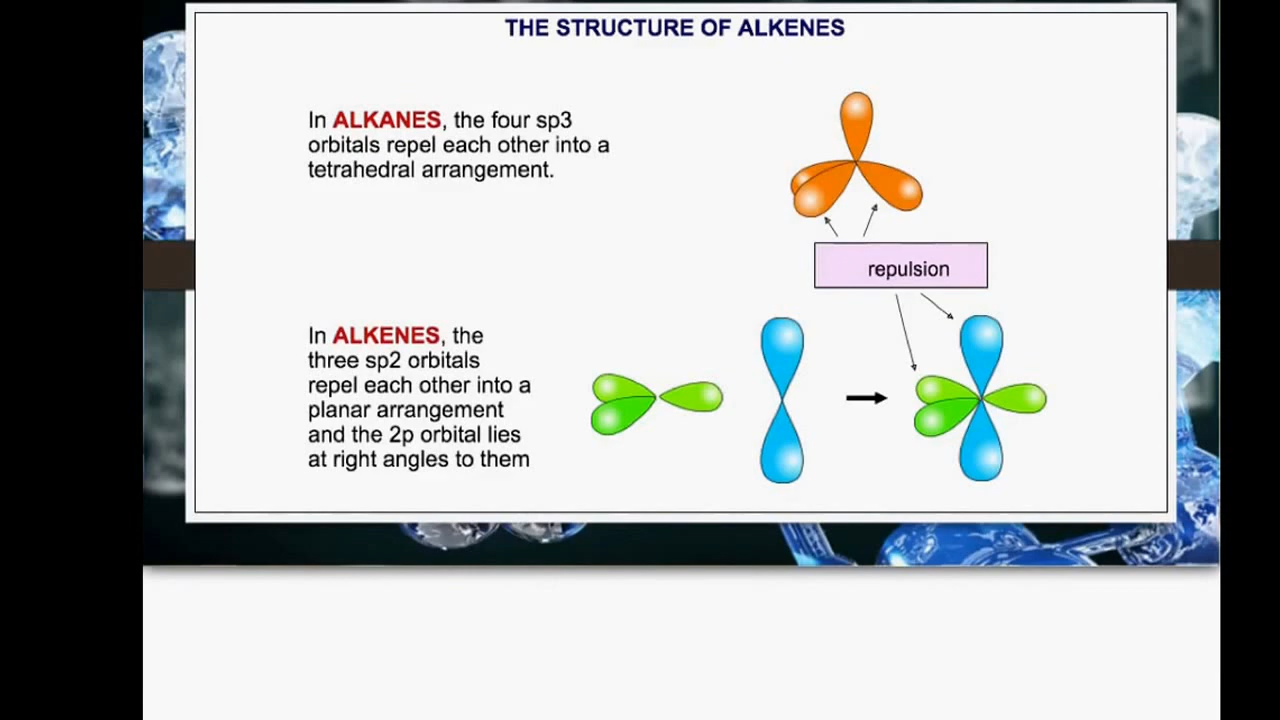 THE STRUCTURE OF ALKENES
In ALKANES, the four sp3
orbitals repel each other into a
tetrahedral arrangement.
repulsion
In ALKENES, the
three sp2 orbitals
repel each other into a
planar arrangement
and the 2p orbital lies
at right angles to them